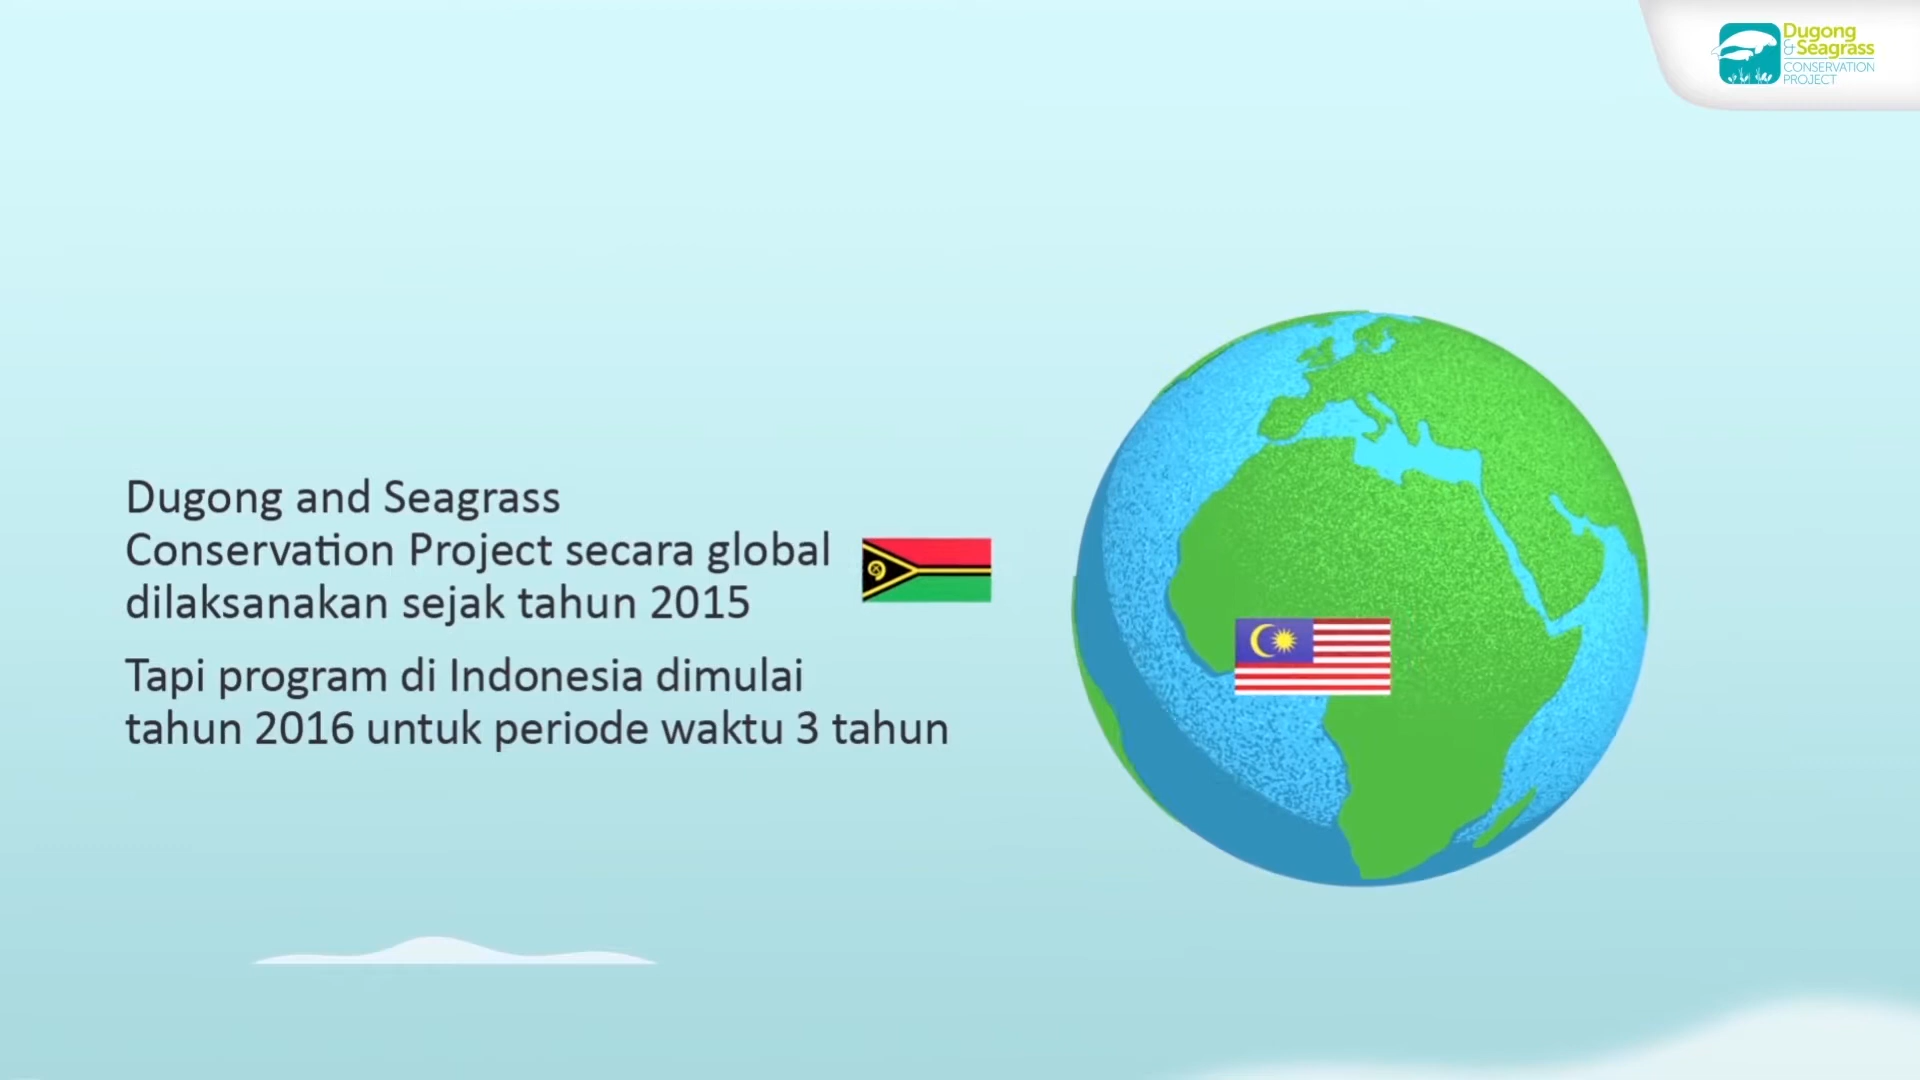 Dugong
& Seagrass
CONSERVATION
PROJECT
Dugong and Seagrass
Conservation Project secara global
dilaksanakan sejak tahun 2015
Tapi program di Indonesia dimulai
tahun 2016 untuk periode waktu 3 tahun